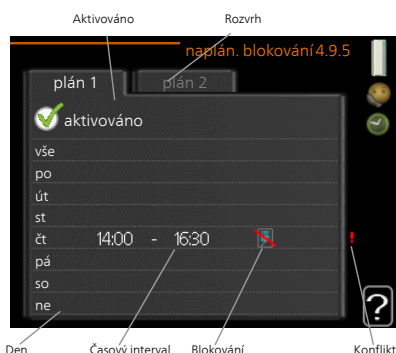 Aktivováno Rozvrh
naplán. blokování 4.9.5
plán 1 plán 2
aktivováno
vše
po
út
st
čt 14:00 - 16:30 !
pá
so
ne
?
Den Časový interval Blokování Konflikt